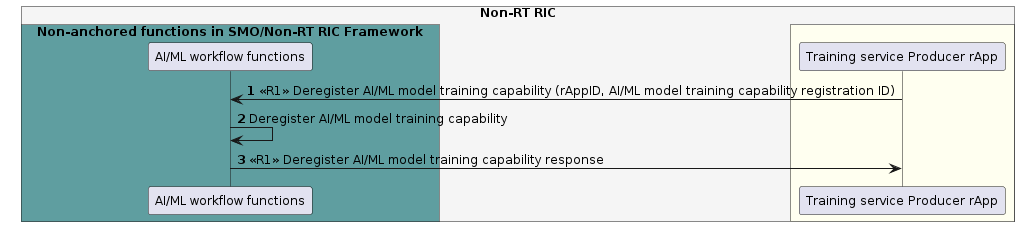 Non-RT RIC
Non-anchored functions in SMO/Non-RT RIC Framework
AI/ML workflow functions
Training service Producer rApp
1 «R1» Deregister AI/ML model training capability (rAppID, AI/ML model training capability registration ID)
2 Deregister AI/ML model training capability
3 «R1» Deregister AI/ML model training capability response
AI/ML workflow functions
Training service Producer rApp